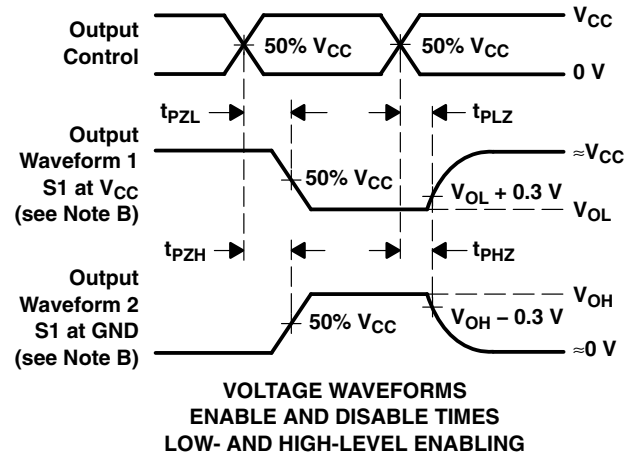 Output
Control
50% VCC
50% VCC
VCC
0 V
tPZL
tPLZ
Output
Waveform 1
S1 at VCC
(see Note B)
50% VCC
VOL + 0.3 V
≈VCC
VOL
tPZH
tPHZ
Output
Waveform 2
S1 at GND
(see Note B)
50% VCC
VOH − 0.3 V
VOH
≈0 V
VOLTAGE WAVEFORMS
ENABLE AND DISABLE TIMES
LOW- AND HIGH-LEVEL ENABLING